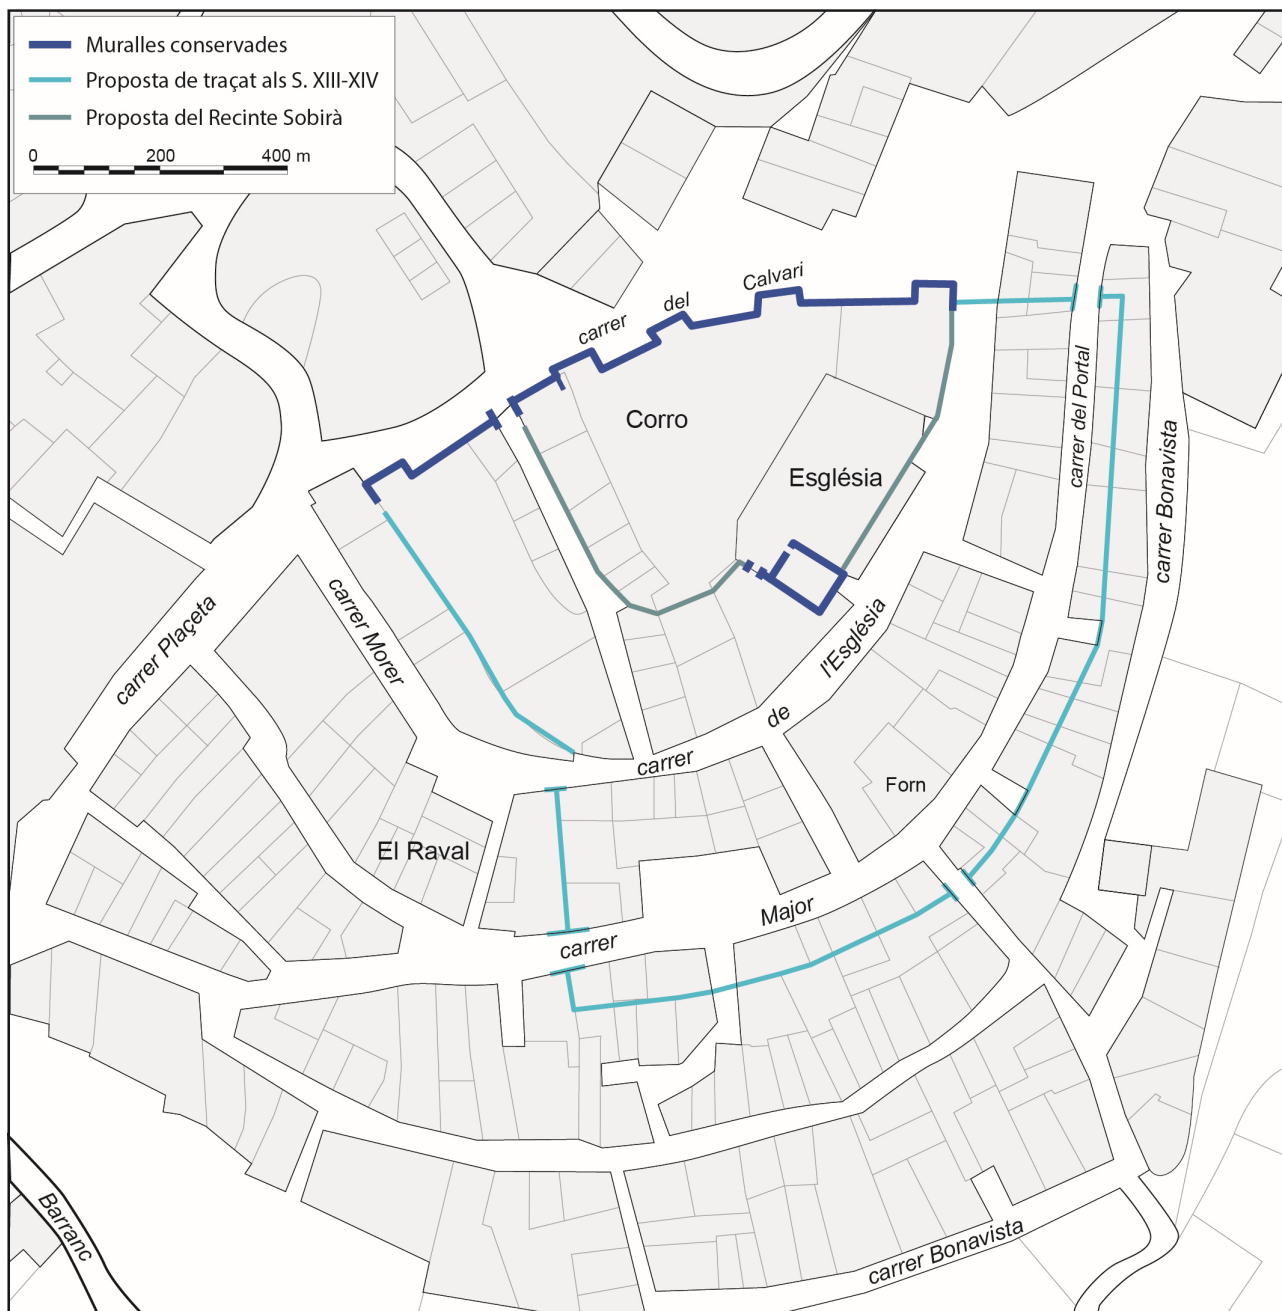 Muralles conservades
Proposta de traçat als S. XIII-XIV
Proposta del Recinte Sobirà
0 200 400 m
carrer del Calvari
Corro
Església
carrer del Portal
carrer Bonavista
carrer Plaçeta
carrer Morer
carrer de l'Església
Forn
El Raval
carrer Major
Barranc
carrer Bonavista